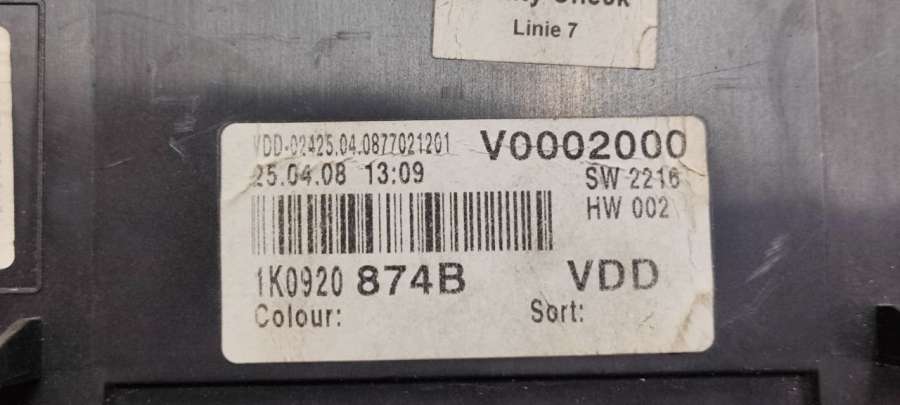 Check
Linie 7
VDD-02425.04.0877021201 V0002000
25.04.08 13:09 SW 2216
HW 002
1K0920 874B VDD
Colour: Sort: